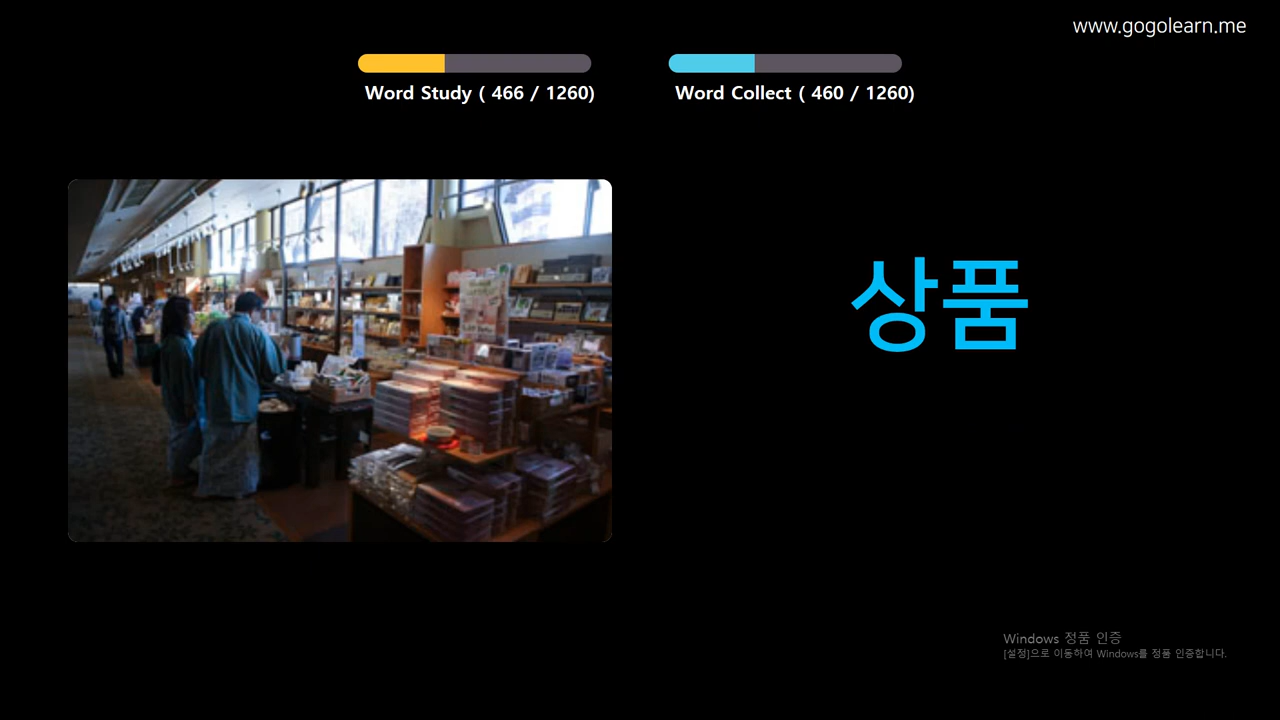 www.gogolearn.me
Word Study ( 466 / 1260)
Word Collect ( 460 / 1260)
상품
Windows 정품 인증
[설정]으로 이동하여 Windows를 정품 인증합니다.